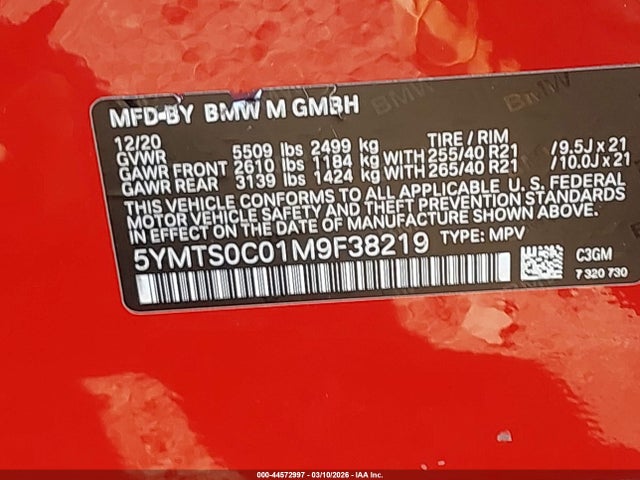 MFD-BY BMW M GMBH
12/20
GVWR 5509 lbs 2499 kg TIRE / RIM
GAWR FRONT 2610 lbs 1184 kg WITH 255/40 R21 / 9.5J x 21
GAWR REAR 3139 lbs 1424 kg WITH 265/40 R21 / 10.0J x 21
THIS VEHICLE CONFORMS TO ALL APPLICABLE U. S. FEDERAL
MOTOR VEHICLE SAFETY AND THEFT PREVENTION STANDARDS
IN EFFECT ON THE DATE OF MANUFACTURE SHOWN ABOVE.
5YMTS0C01M9F38219 TYPE: MPV
C3GM
7 320 730
BMW
BMW
000-44572997 - 03/10/2026 - IAA Inc.